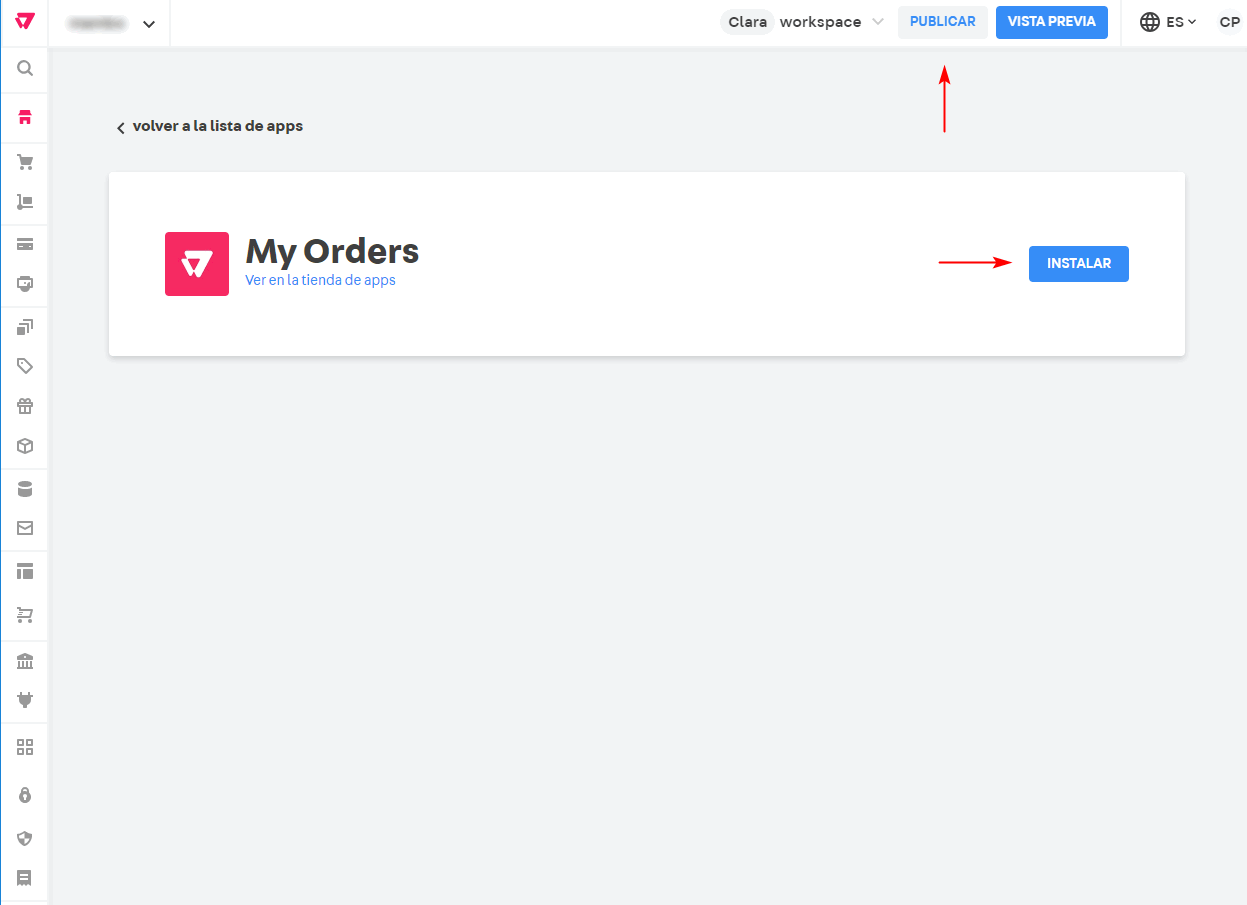 Clara workspace PUBLICAR VISTA PREVIA ES CP
volver a la lista de apps
My Orders
Ver en la tienda de apps
INSTALAR